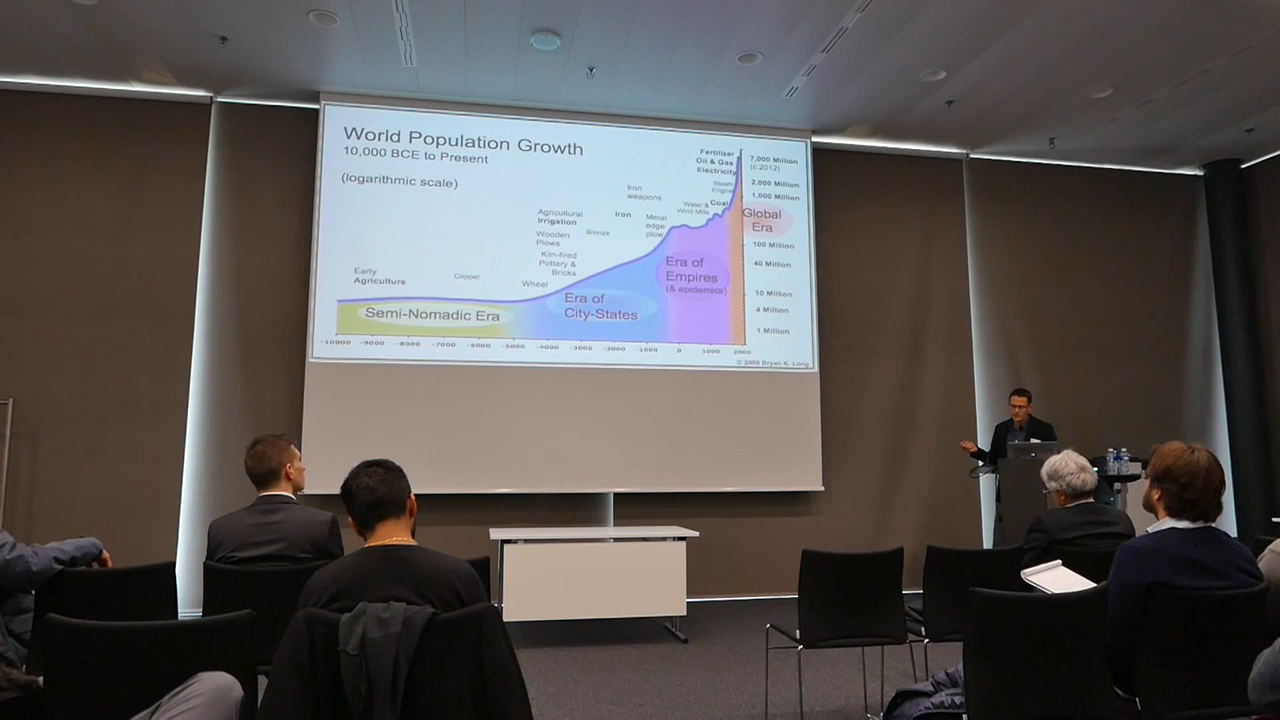 World Population Growth
10,000 BCE to Present
(logarithmic scale)
Fertilizer
Oil & Gas
Electricity
7,000 Million
(c.2012)
Steam
Engine
2,000 Million
1,000 Million
Iron
weapons
Water &
Wind Mills
Coal
Agricultural
Irrigation
Iron
Metal
edge
plow
Global
Era
Wooden
Plows
Bronze
100 Million
Kiln-fired
Pottery &
Bricks
Era of
Empires
(& epidemics)
40 Million
Early
Agriculture
Copper
Wheel
10 Million
Era of
City-States
Semi-Nomadic Era
4 Million
1 Million
-10000 -9000 -8000 -7000 -6000 -5000 -4000 -3000 -2000 -1000 0 1000 2000
© 2009 Bryan K. Long